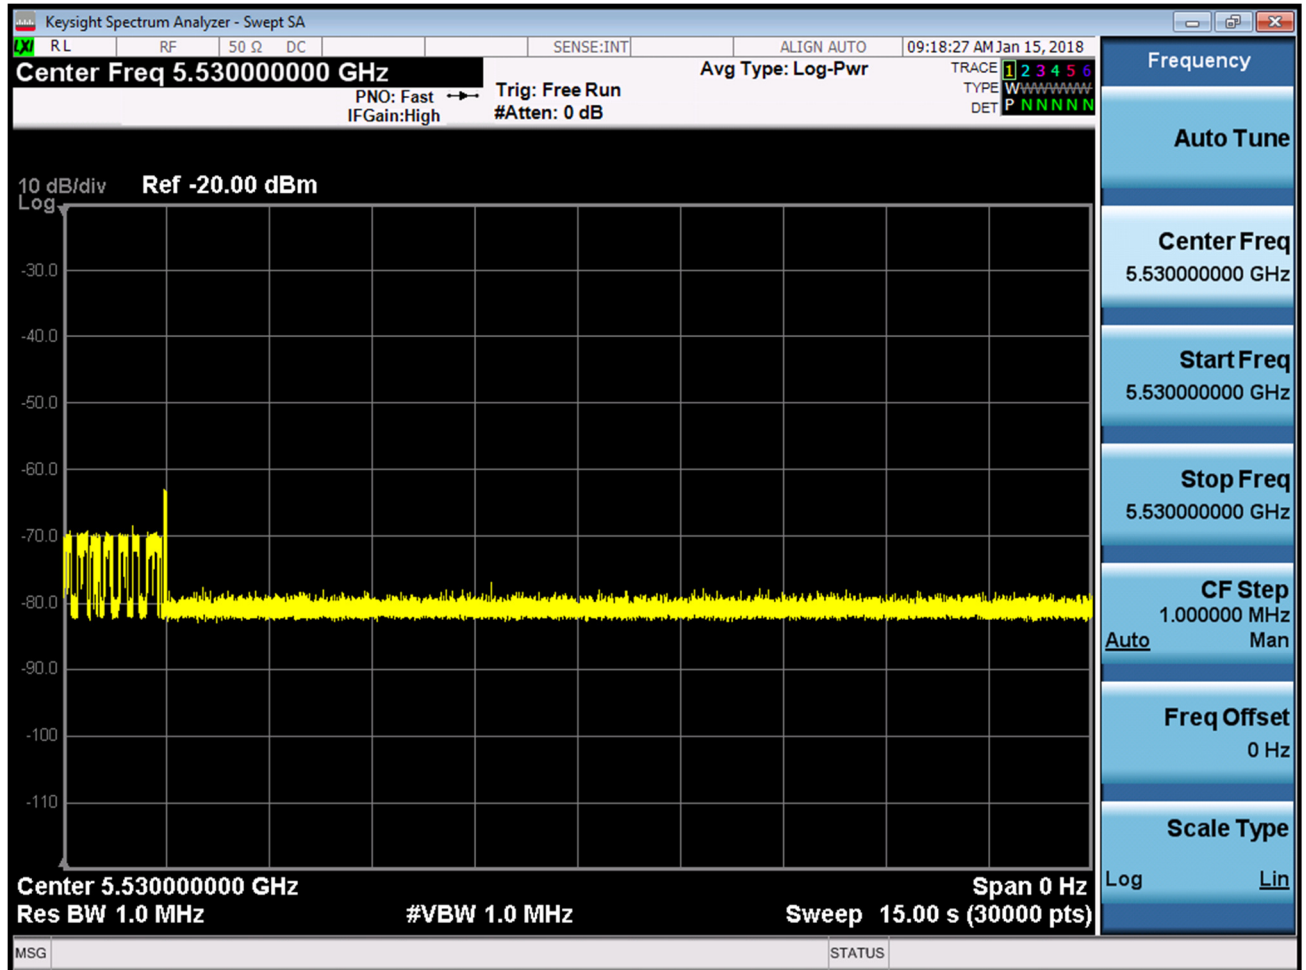 Keysight Spectrum Analyzer - Swept SA
LXI RL RF 50 Ω DC SENSE:INT ALIGN AUTO 09:18:27 AM Jan 15, 2018
Center Freq 5.530000000 GHz
PNO: Fast
IFGain:High
Trig: Free Run
#Atten: 0 dB
Avg Type: Log-Pwr
TRACE 1 2 3 4 5 6
TYPE WWWWWW
DET P N N N N N
10 dB/div
Log
Ref -20.00 dBm
-30.0
-40.0
-50.0
-60.0
-70.0
-80.0
-90.0
-100
-110
Center 5.530000000 GHz
Span 0 Hz
Res BW 1.0 MHz
#VBW 1.0 MHz
Sweep 15.00 s (30000 pts)
MSG
STATUS
Frequency
Auto Tune
Center Freq
5.530000000 GHz
Start Freq
5.530000000 GHz
Stop Freq
5.530000000 GHz
CF Step
1.000000 MHz
Auto Man
Freq Offset
0 Hz
Scale Type
Log Lin